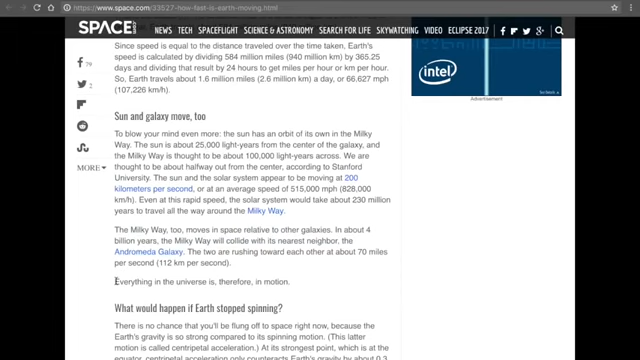 https://www.space.com/33527-how-fast-is-earth-moving.html
SPACE.COM
NEWS TECH SPACEFLIGHT SCIENCE & ASTRONOMY SEARCH FOR LIFE SKYWATCHING VIDEO ECLIPSE 2017
Since speed is equal to the distance traveled over the time taken, Earth's
speed is calculated by dividing 584 million miles (940 million km) by 365.25
days and dividing that result by 24 hours to get miles per hour or km per hour.
So, Earth travels about 1.6 million miles (2.6 million km) a day, or 66,627 mph
(107,226 km/h).
79
2
MORE
Sun and galaxy move, too
To blow your mind even more: the sun has an orbit of its own in the Milky
Way. The sun is about 25,000 light-years from the center of the galaxy, and
the Milky Way is thought to be about 100,000 light-years across. We are
thought to be about halfway out from the center, according to Stanford
University. The sun and the solar system appear to be moving at 200
kilometers per second, or at an average speed of 515,000 mph (828,000
km/h). Even at this rapid speed, the solar system would take about 230 million
years to travel all the way around the Milky Way.
The Milky Way, too, moves in space relative to other galaxies. In about 4
billion years, the Milky Way will collide with its nearest neighbor, the
Andromeda Galaxy. The two are rushing toward each other at about 70 miles
per second (112 km per second).
Everything in the universe is, therefore, in motion.
What would happen if Earth stopped spinning?
There is no chance that you'll be flung off to space right now, because the
Earth's gravity is so strong compared to its spinning motion. (This latter
motion is called centripetal acceleration.) At its strongest point, which is at the
equator, centripetal acceleration only counteracts Earth's gravity by about 0.3
intel
Advertisement